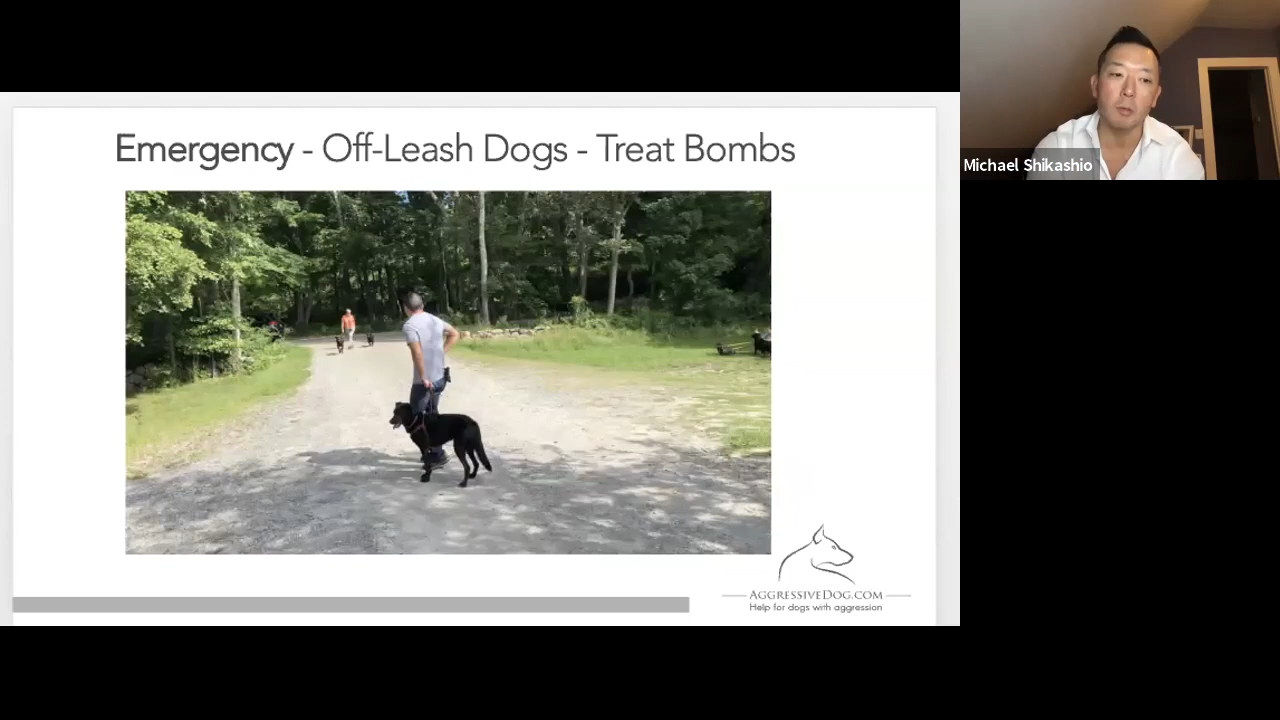 Emergency - Off-Leash Dogs - Treat Bombs
Michael Shikashio
AGGRESSIVEDOG.COM
Help for dogs with aggression